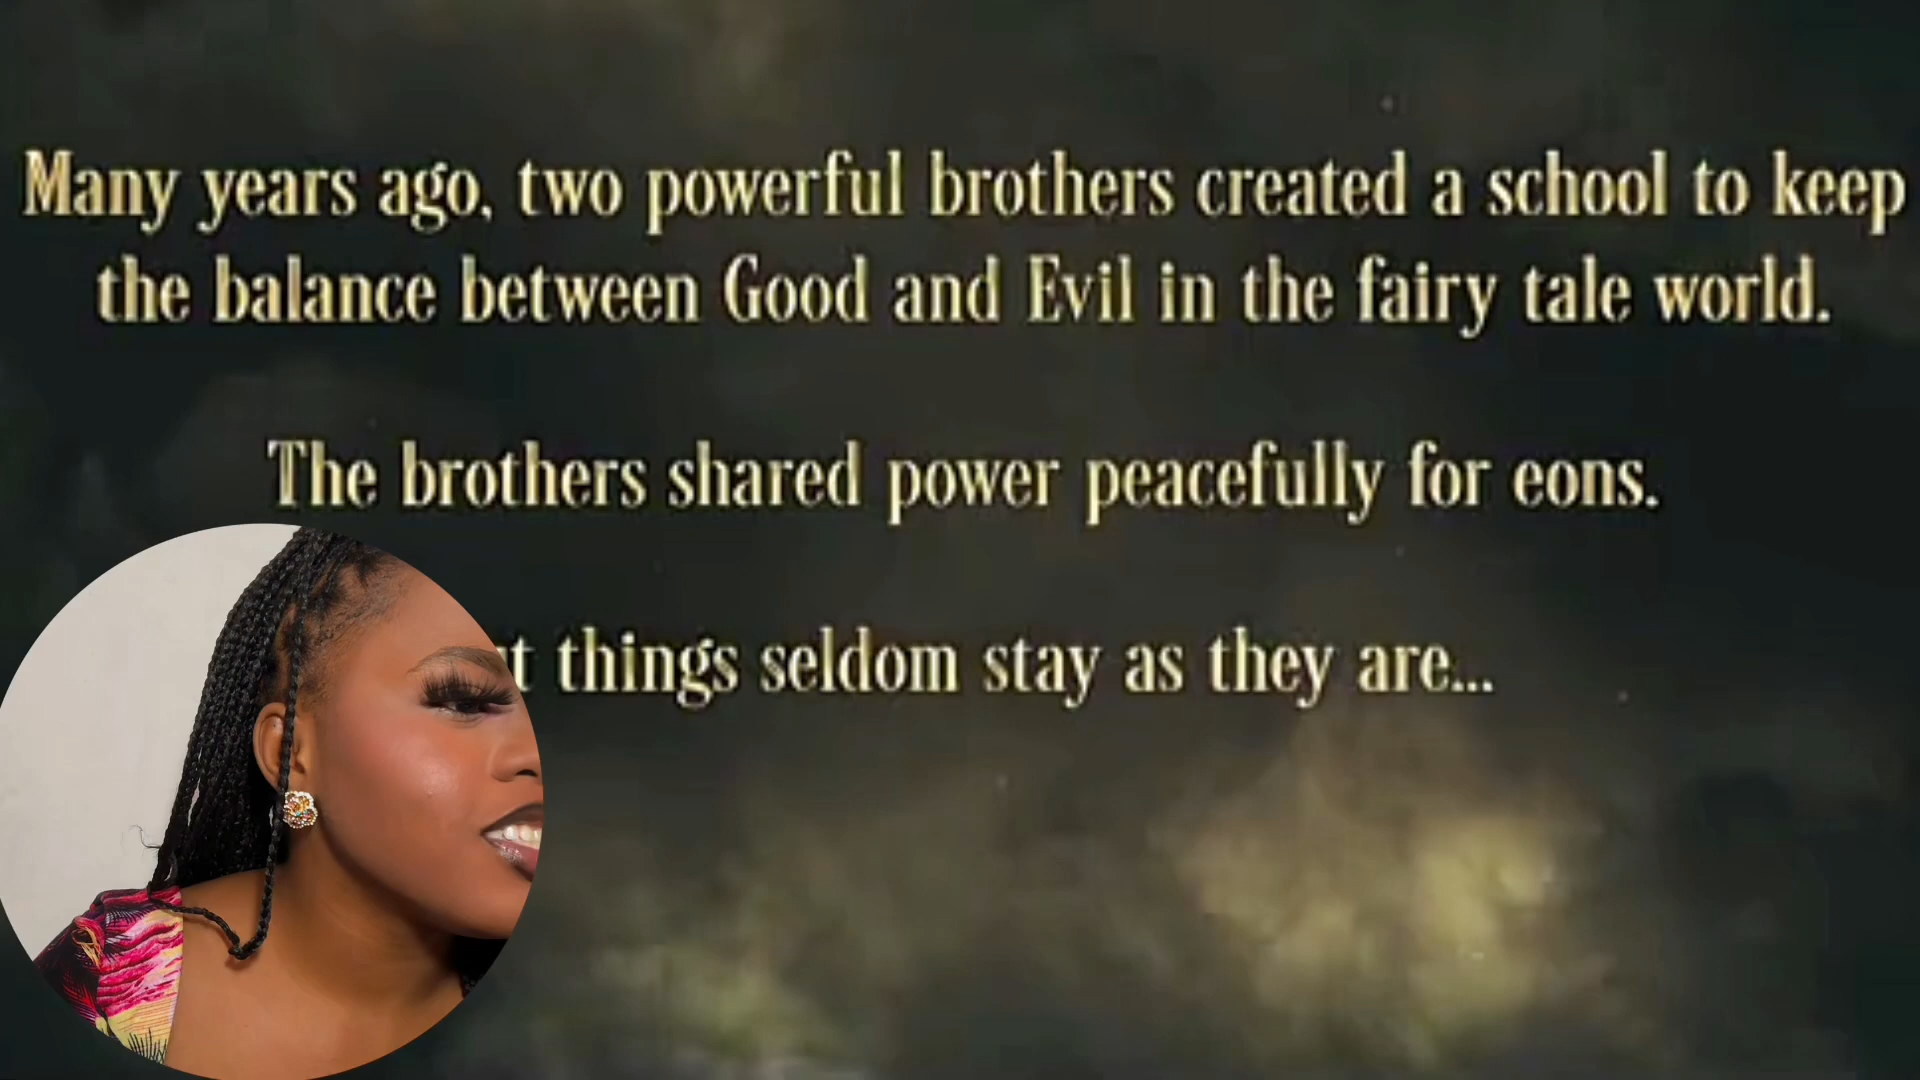 Many years ago, two powerful brothers created a school to keep
the balance between Good and Evil in the fairy tale world.
The brothers shared power peacefully for eons.
things seldom stay as they are...